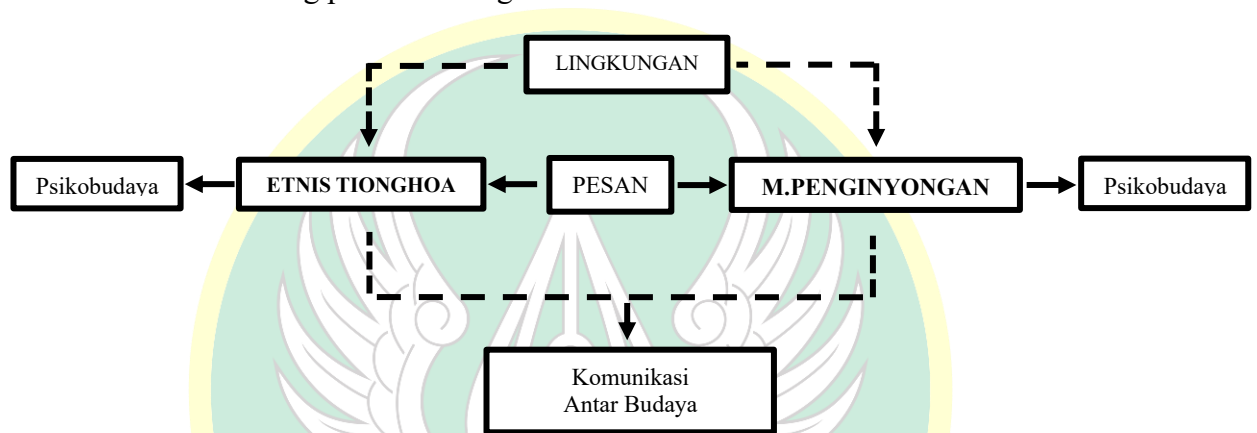 LINGKUNGAN
Psikobudaya
ETNIS TIONGHOA
PESAN
M.PENGINYONGAN
Psikobudaya
Komunikasi
Antar Budaya